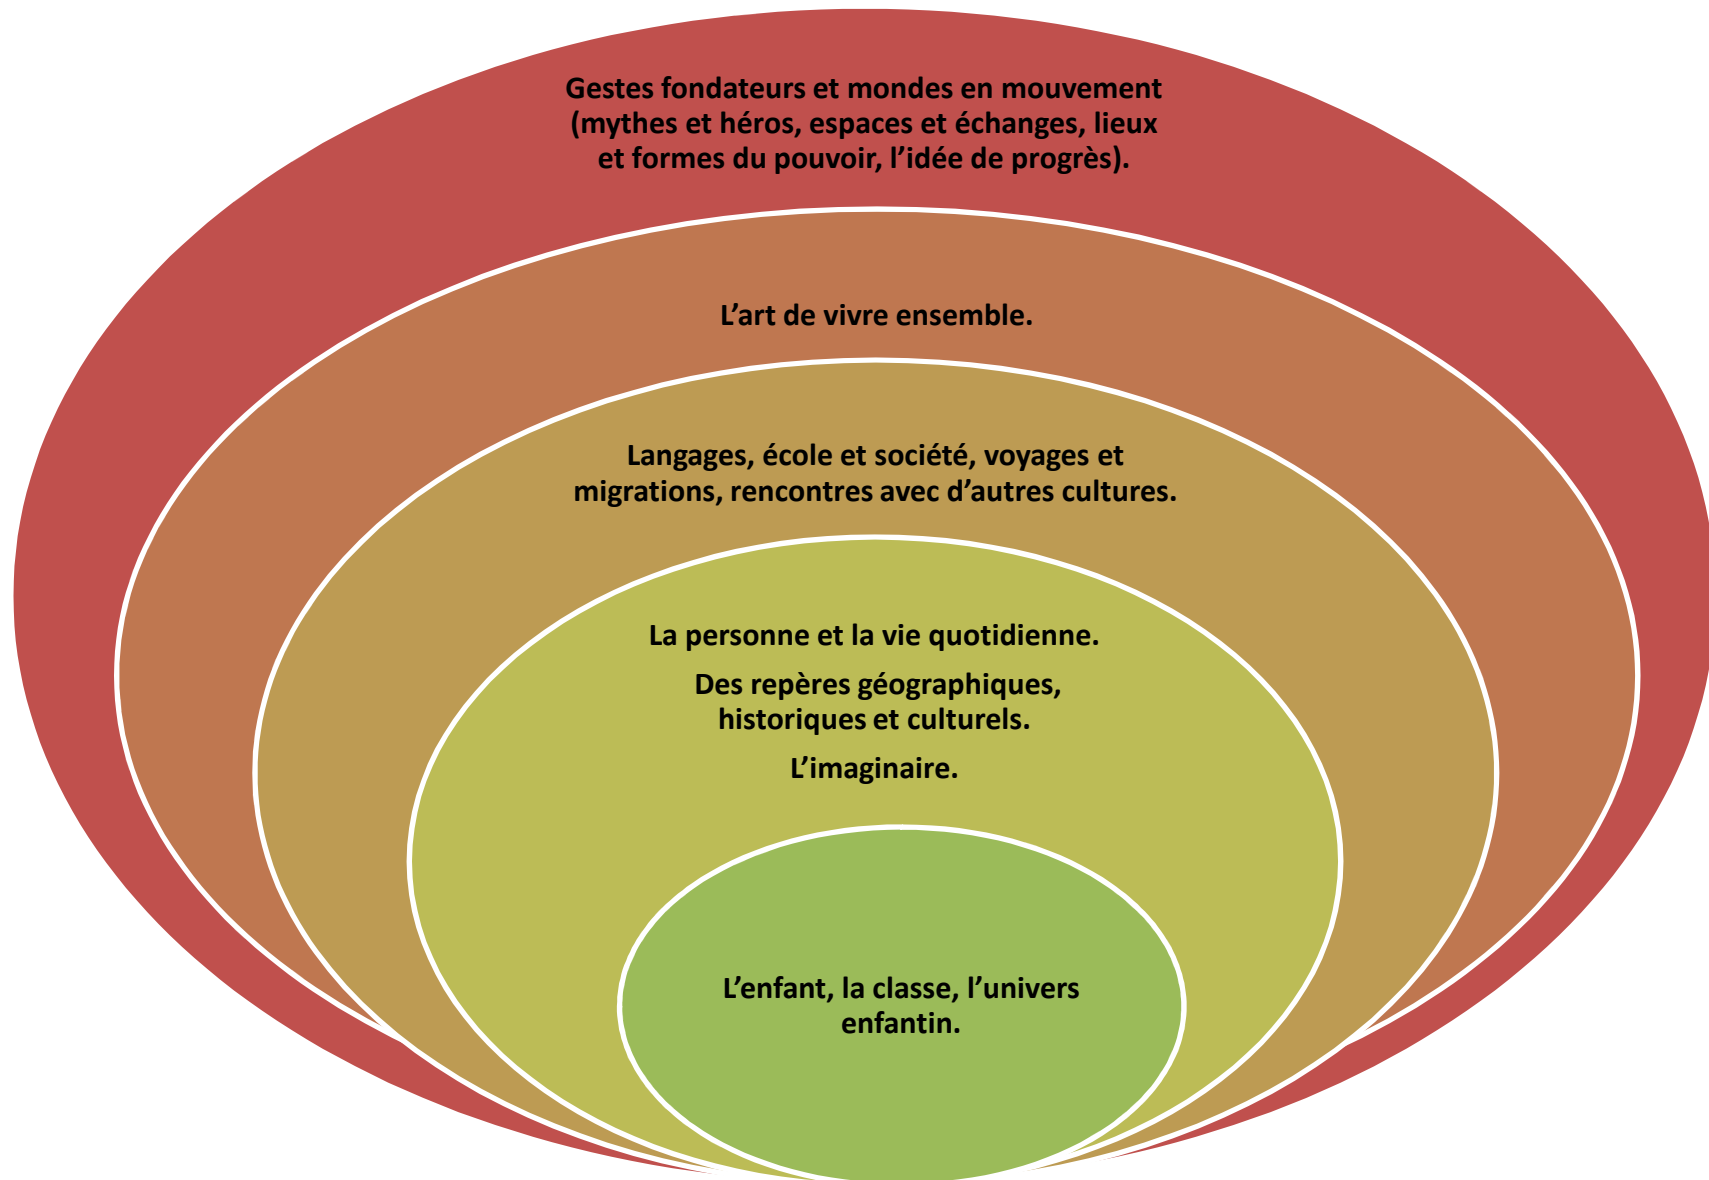 Gestes fondateurs et mondes en mouvement
(mythes et héros, espaces et échanges, lieux
et formes du pouvoir, l’idée de progrès).
L’art de vivre ensemble.
Langages, école et société, voyages et
migrations, rencontres avec d’autres cultures.
La personne et la vie quotidienne.
Des repères géographiques,
historiques et culturels.
L’imaginaire.
L’enfant, la classe, l’univers
enfantin.